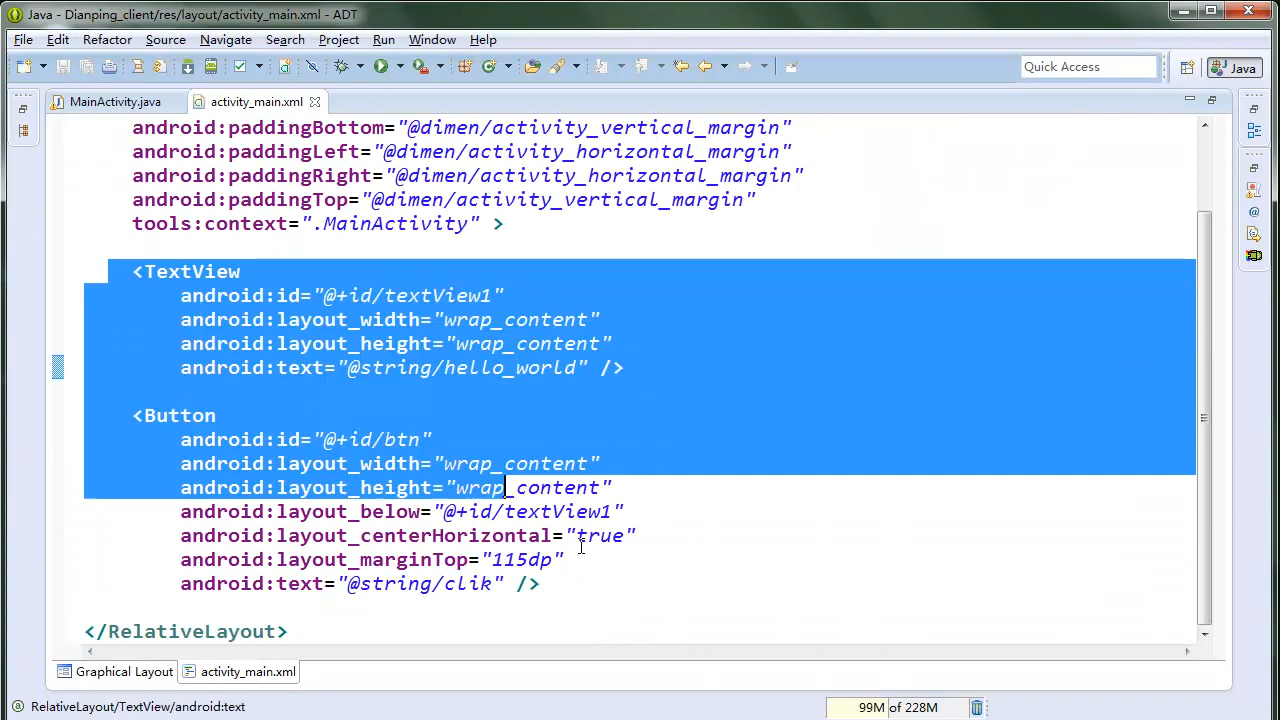 Java - Dianping_client/res/layout/activity_main.xml - ADT
File Edit Refactor Source Navigate Search Project Run Window Help
Quick Access
Java
MainActivity.java
activity_main.xml
android:paddingBottom="@dimen/activity_vertical_margin"
android:paddingLeft="@dimen/activity_horizontal_margin"
android:paddingRight="@dimen/activity_horizontal_margin"
android:paddingTop="@dimen/activity_vertical_margin"
tools:context=".MainActivity" >
<TextView
android:id="@+id/textView1"
android:layout_width="wrap_content"
android:layout_height="wrap_content"
android:text="@string/hello_world" />
<Button
android:id="@+id/btn"
android:layout_width="wrap_content"
android:layout_height="wrap_content"
android:layout_below="@+id/textView1"
android:layout_centerHorizontal="true"
android:layout_marginTop="115dp"
android:text="@string/clik" />
</RelativeLayout>
Graphical Layout
activity_main.xml
RelativeLayout/TextView/android:text
99M of 228M